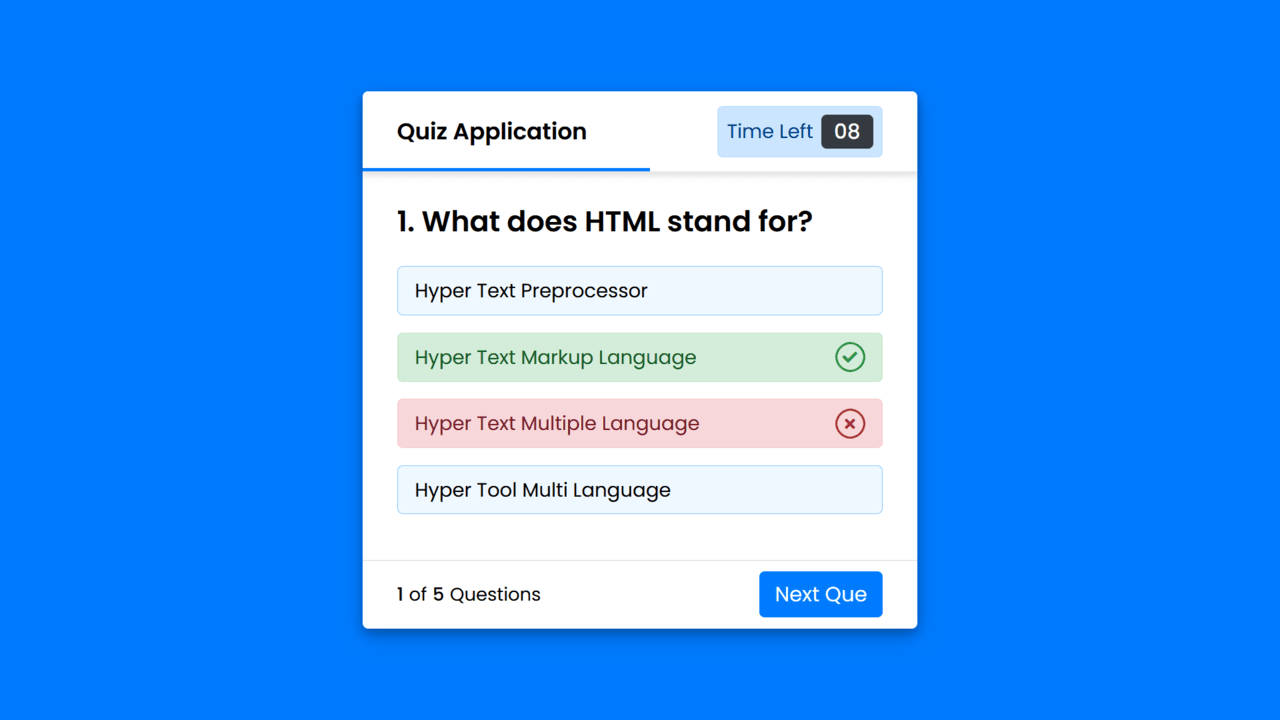 Quiz Application
Time Left 08
1. What does HTML stand for?
Hyper Text Preprocessor
Hyper Text Markup Language
Hyper Text Multiple Language
Hyper Tool Multi Language
1 of 5 Questions
Next Que